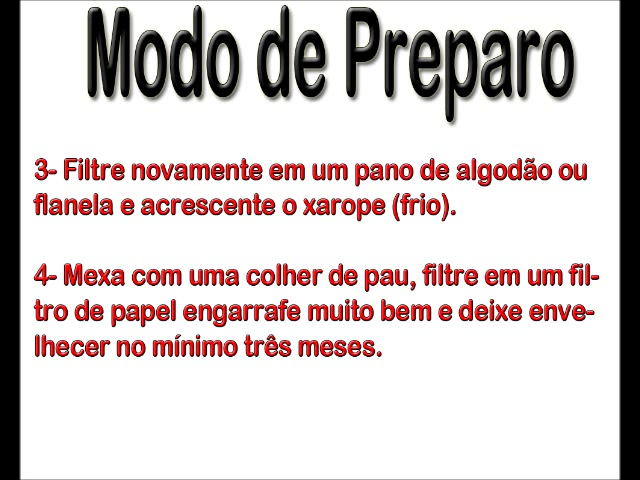 Modo de Preparo
3- Filtre novamente em um pano de algodão ou
flanela e acrescente o xarope (frio).
4- Mexa com uma colher de pau, filtre em um fil-
tro de papel engarrafe muito bem e deixe enve-
lhecer no mínimo três meses.